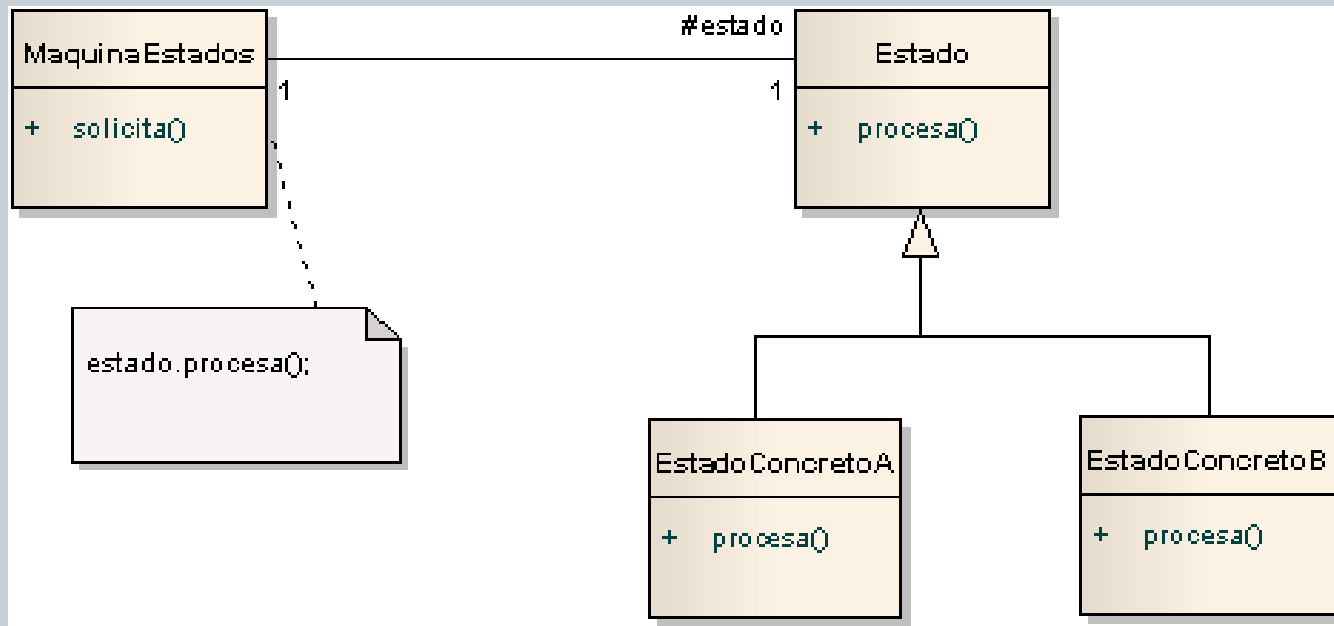 #estado
MaquinaEstados
Estado
1
1
+ solicita()
+ procesa()
estado.procesa();
EstadoConcretoA
EstadoConcretoB
+ procesa()
+ procesa()